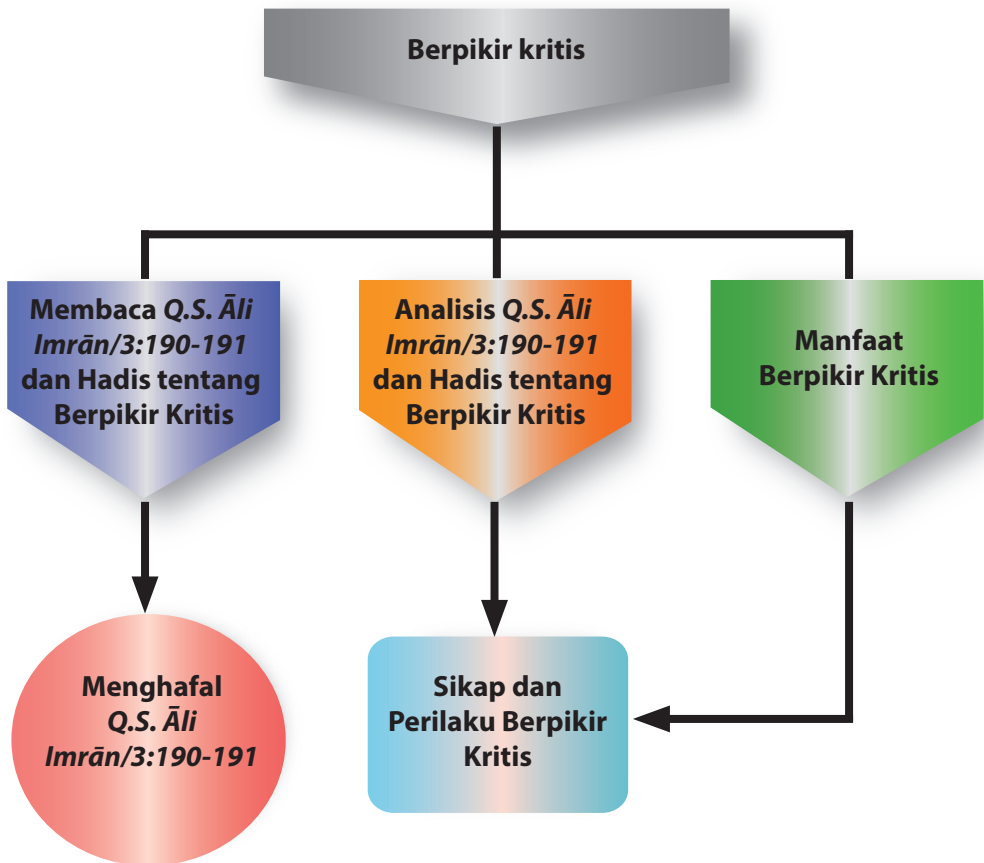 Berpikir kritis
Membaca Q.S. Āli
Imrān/3:190-191
dan Hadis tentang
Berpikir Kritis
Analisis Q.S. Āli
Imrān/3:190-191
dan Hadis tentang
Berpikir Kritis
Manfaat
Berpikir Kritis
Menghafal
Q.S. Āli
Imrān/3:190-191
Sikap dan
Perilaku Berpikir
Kritis